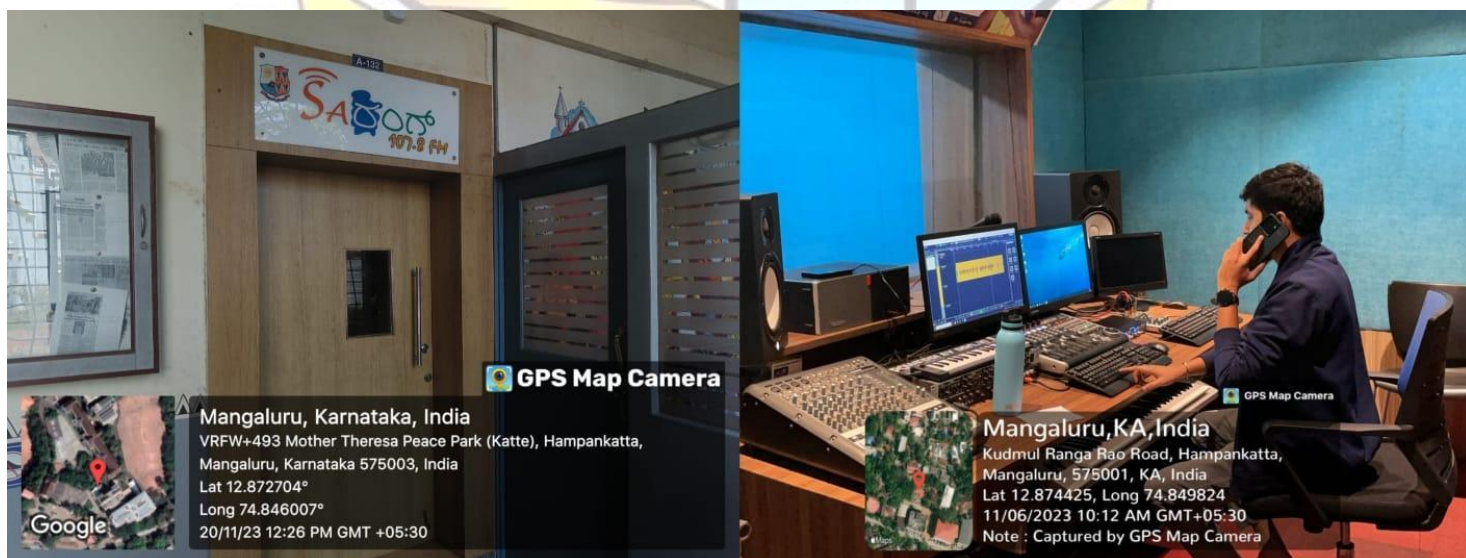 A-132
SAರಂಗ್
107.8 FM
GPS Map Camera
Mangaluru, Karnataka, India
VRFW+493 Mother Theresa Peace Park (Katte), Hampankatta,
Mangaluru, Karnataka 575003, India
Lat 12.872704°
Long 74.846007°
20/11/23 12:26 PM GMT +05:30
Google
GPS Map Camera
Mangaluru,KA,India
Kudmul Ranga Rao Road, Hampankatta,
Mangaluru, 575001, KA, India
Lat 12.874425, Long 74.849824
11/06/2023 10:12 AM GMT+05:30
Note : Captured by GPS Map Camera
Maps